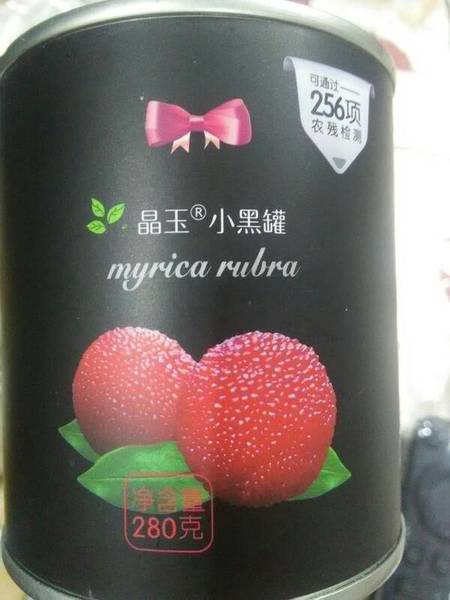 可通过
256项
农残检测
晶玉®小黑罐
myrica rubra
净含量
280克